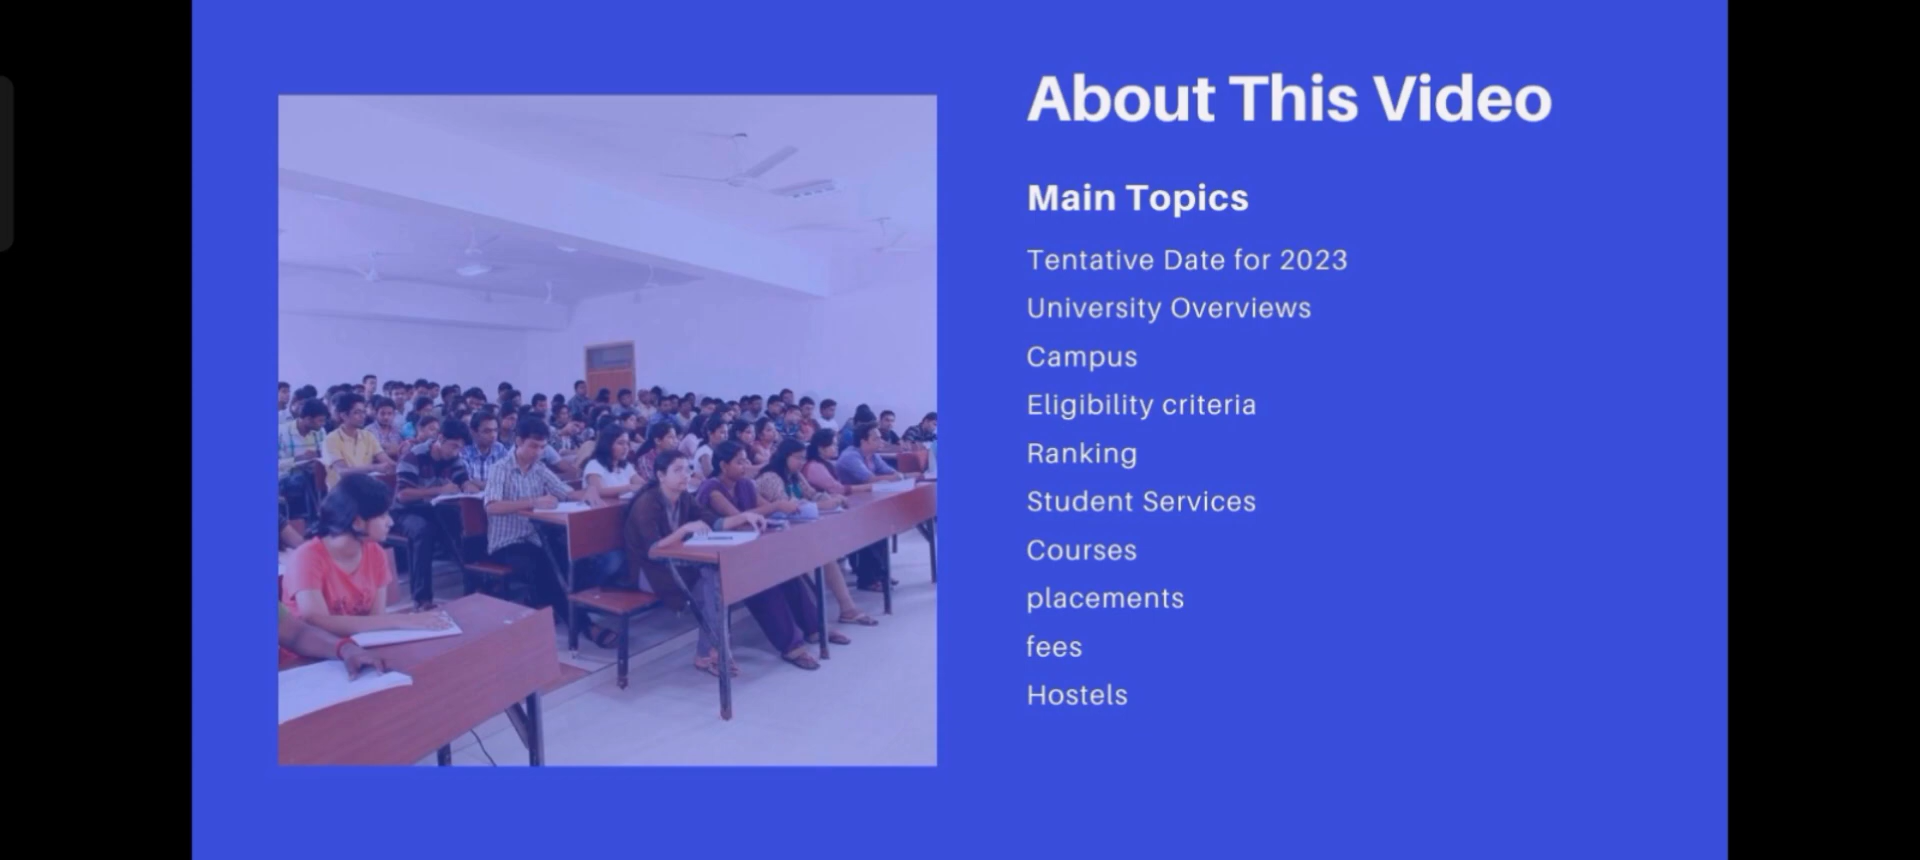 About This Video
Main Topics
Tentative Date for 2023
University Overviews
Campus
Eligibility criteria
Ranking
Student Services
Courses
placements
fees
Hostels